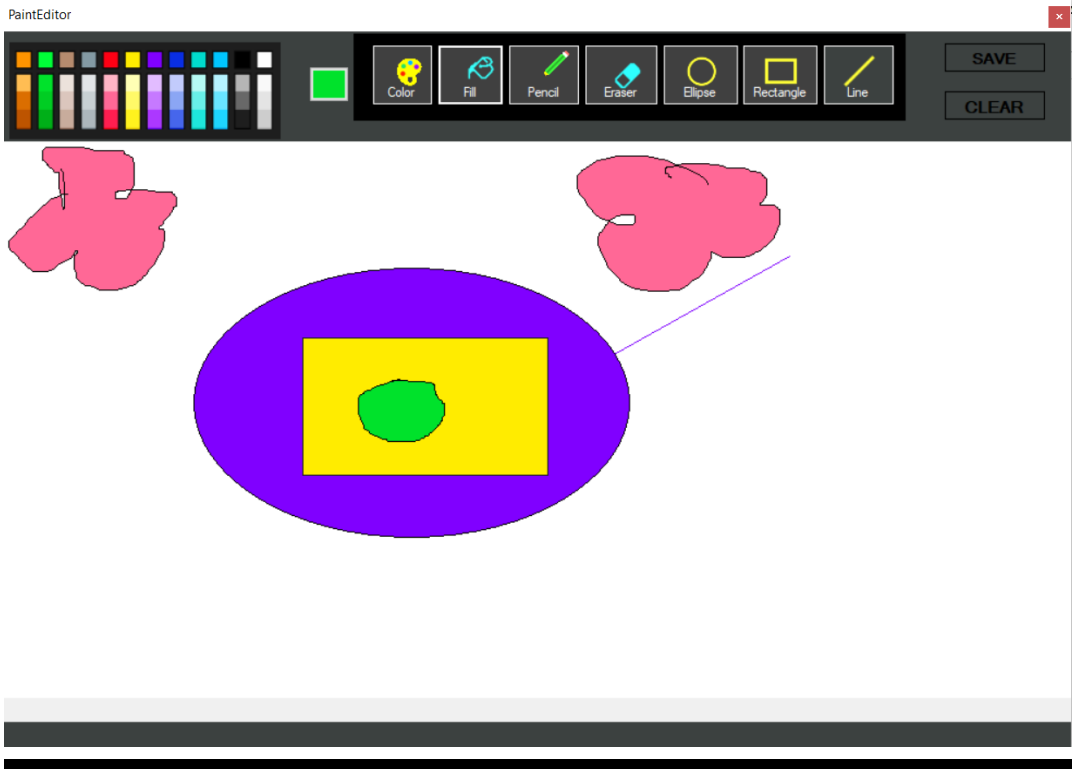 PaintEditor
Color
Fill
Pencil
Eraser
Ellipse
Rectangle
Line
SAVE
CLEAR